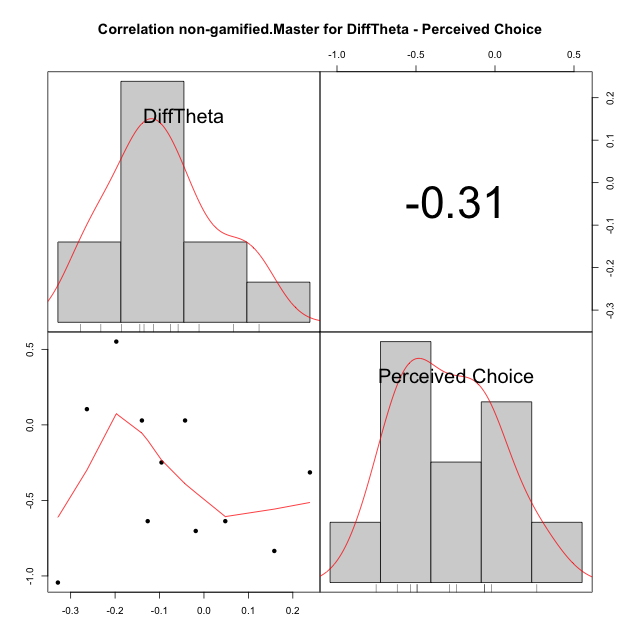 Correlation non-gamified.Master for DiffTheta - Perceived Choice
-1.0 -0.5 0.0 0.5
DiffTheta
-0.31
0.2
0.1
0.0
-0.1
-0.2
-0.3
0.5
0.0
-0.5
-1.0
Perceived Choice
-0.3 -0.2 -0.1 0.0 0.1 0.2